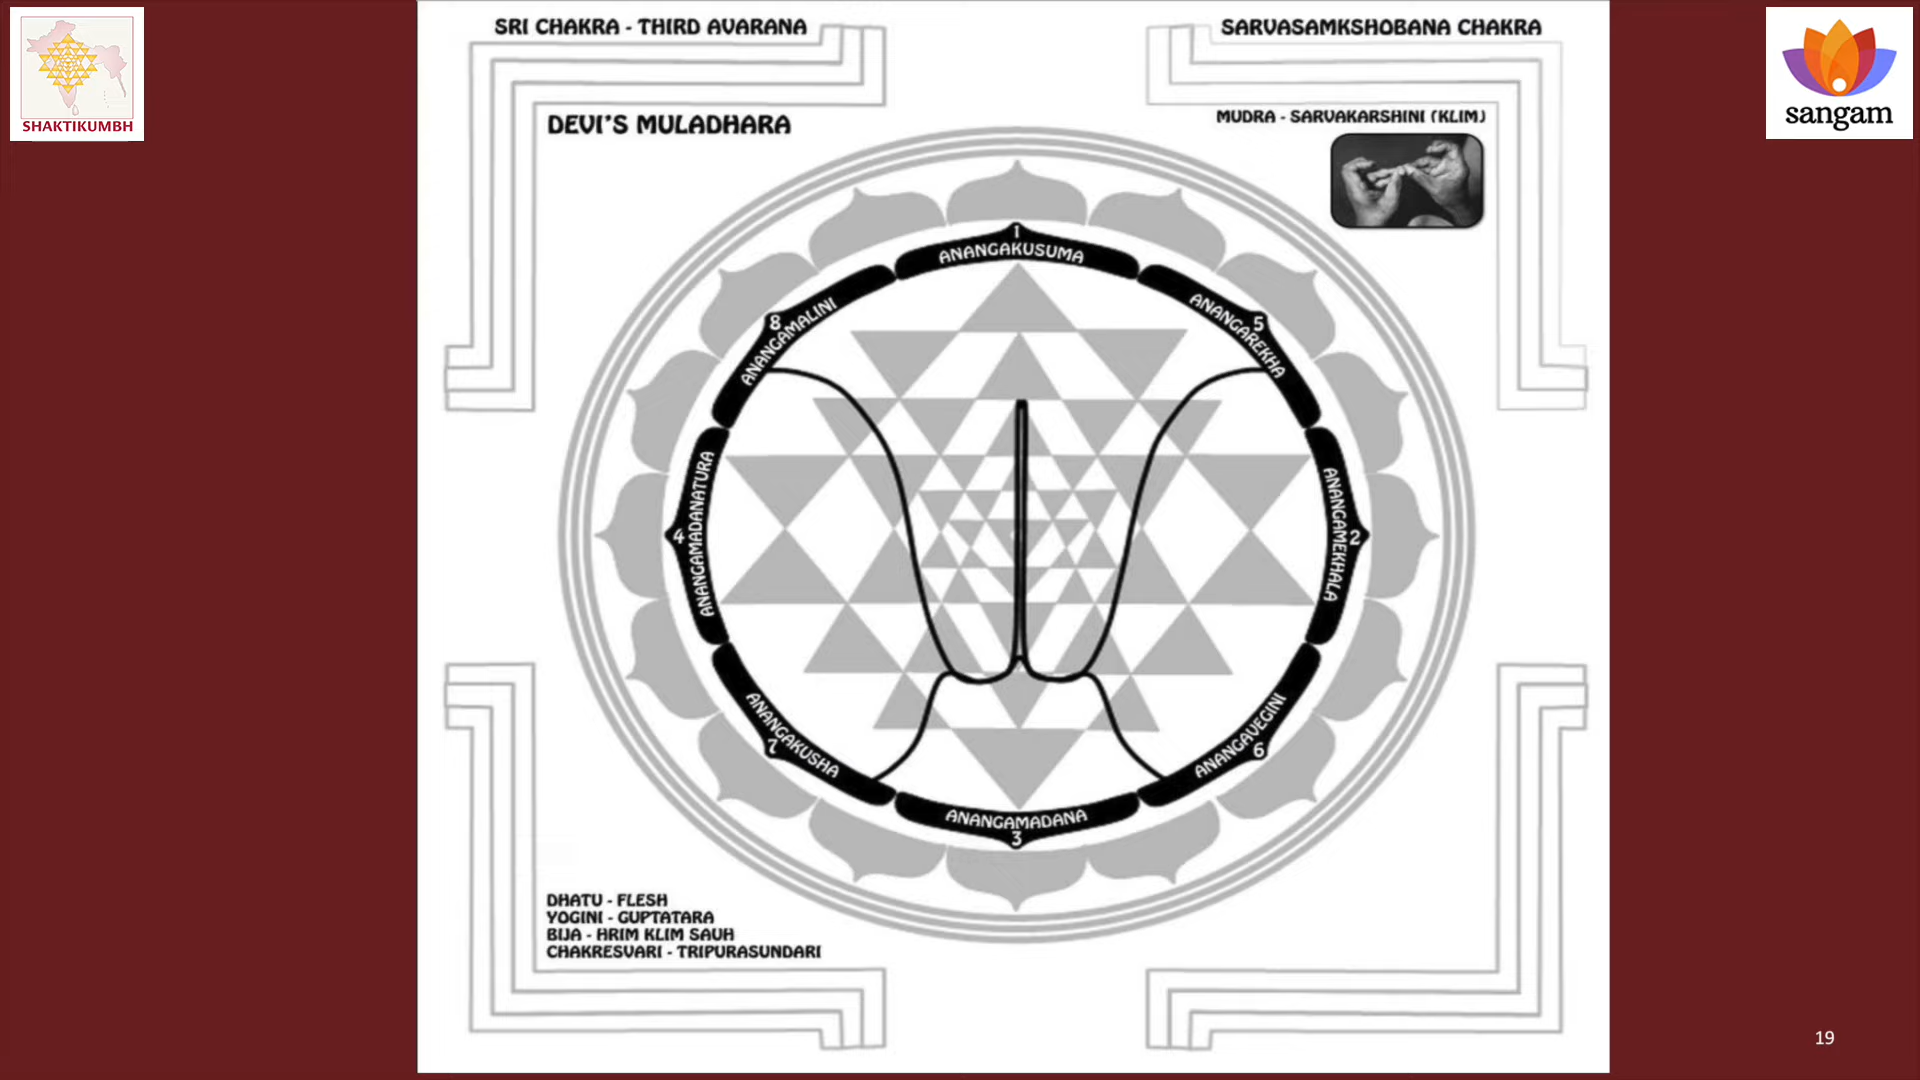 SHAKTIKUMBH
SRI CHAKRA - THIRD AVARANA
SARVASAMKSHOBANA CHAKRA
sangam
DEVI'S MULADHARA
MUDRA - SARVAKARSHINI (KLIM)
1
ANANGAKUSUMA
8
ANANGAMALINI
5
ANANGAREKHA
4
ANANGAMADANATURA
ANANGAMEKHALA
2
ANANGAKUSHA
7
ANANGAVEGINI
6
ANANGAMADANA
3
DHATU - FLESH
YOGINI - GUPTATARA
BIJA - HRIM KLIM SAUH
CHAKRESVARI - TRIPURASUNDARI
19